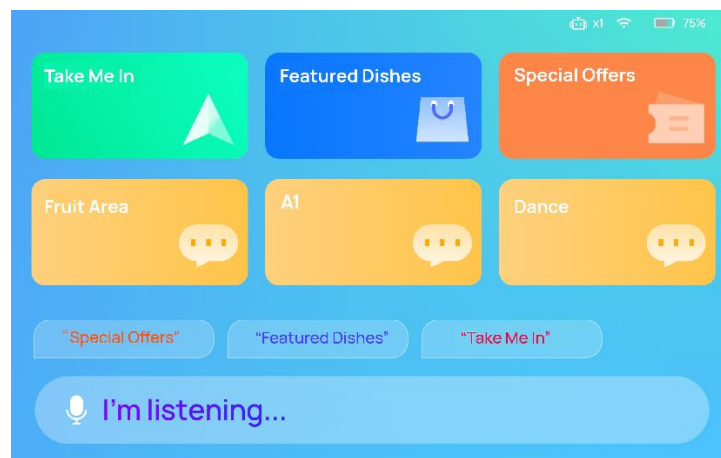 x1 75%
Take Me In
Featured Dishes
Special Offers
Fruit Area
A1
Dance
"Special Offers"
"Featured Dishes"
"Take Me In"
I'm listening...